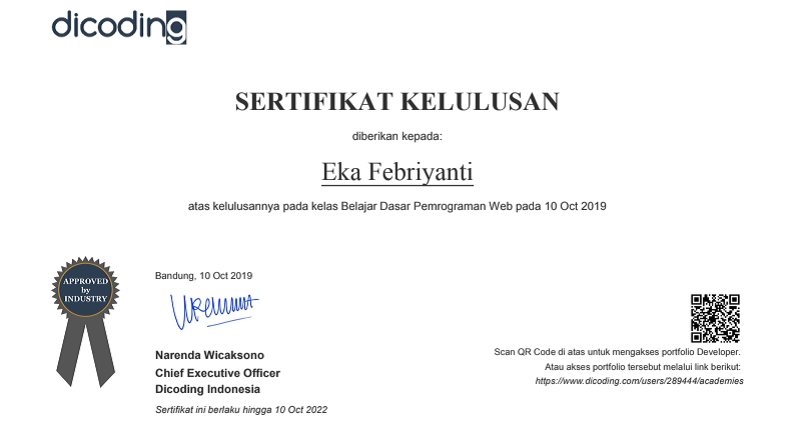 dicoding
SERTIFIKAT KELULUSAN
diberikan kepada:
Eka Febriyanti
atas kelulusannya pada kelas Belajar Dasar Pemrograman Web pada 10 Oct 2019
APPROVED
by
INDUSTRY
Bandung, 10 Oct 2019
Narenda Wicaksono
Chief Executive Officer
Dicoding Indonesia
Sertifikat ini berlaku hingga 10 Oct 2022
Scan QR Code di atas untuk mengakses portfolio Developer.
Atau akses portfolio tersebut melalui link berikut:
https://www.dicoding.com/users/289444/academies